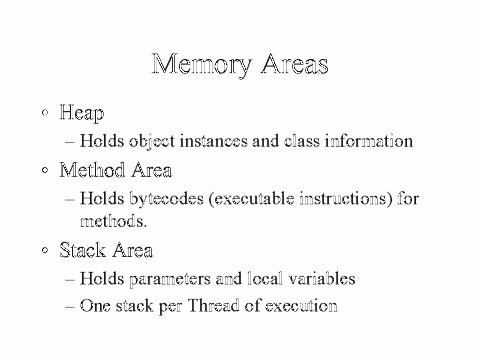 Memory Areas
◦ Heap
– Holds object instances and class information
◦ Method Area
– Holds bytecodes (executable instructions) for
methods.
◦ Stack Area
– Holds parameters and local variables
– One stack per Thread of execution